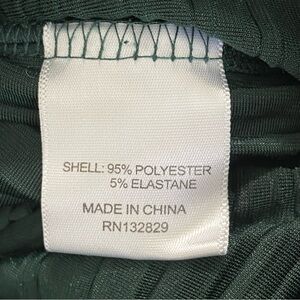 SHELL: 95% POLYESTER
5% ELASTANE
MADE IN CHINA
RN132829